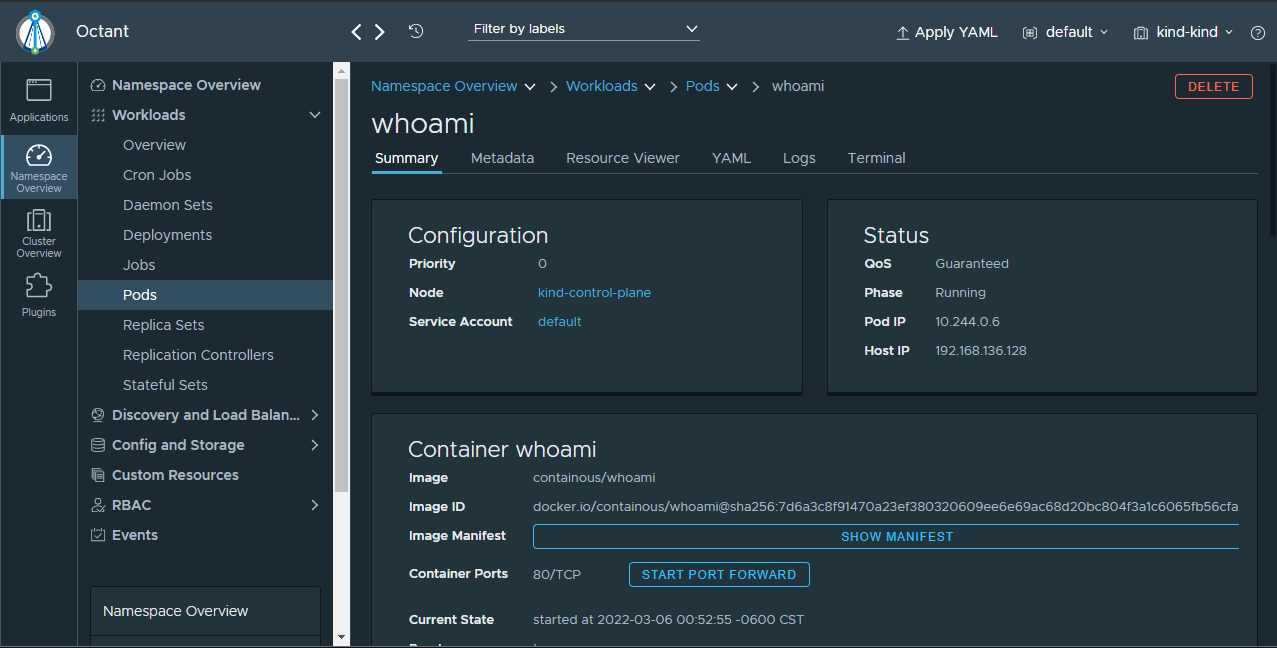 Octant
Filter by labels
Apply YAML
default
kind-kind
Applications
Namespace
Overview
Cluster
Overview
Plugins
Namespace Overview
Workloads
Overview
Cron Jobs
Daemon Sets
Deployments
Jobs
Pods
Replica Sets
Replication Controllers
Stateful Sets
Discovery and Load Balan...
Config and Storage
Custom Resources
RBAC
Events
Namespace Overview
Namespace Overview > Workloads > Pods > whoami
DELETE
whoami
Summary Metadata Resource Viewer YAML Logs Terminal
Configuration
Priority 0
Node kind-control-plane
Service Account default
Status
QoS Guaranteed
Phase Running
Pod IP 10.244.0.6
Host IP 192.168.136.128
Container whoami
Image containous/whoami
Image ID docker.io/containous/whoami@sha256:7d6a3c8f91470a23ef380320609ee6e69ac68d20bc804f3a1c6065fb56cfa
Image Manifest SHOW MANIFEST
Container Ports 80/TCP START PORT FORWARD
Current State started at 2022-03-06 00:52:55 -0600 CST